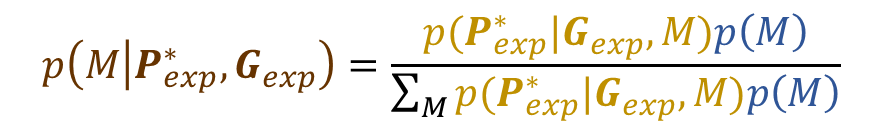 p(M|P*exp, Gexp) = p(P*exp|Gexp, M)p(M) / ∑M p(P*exp|Gexp, M)p(M)